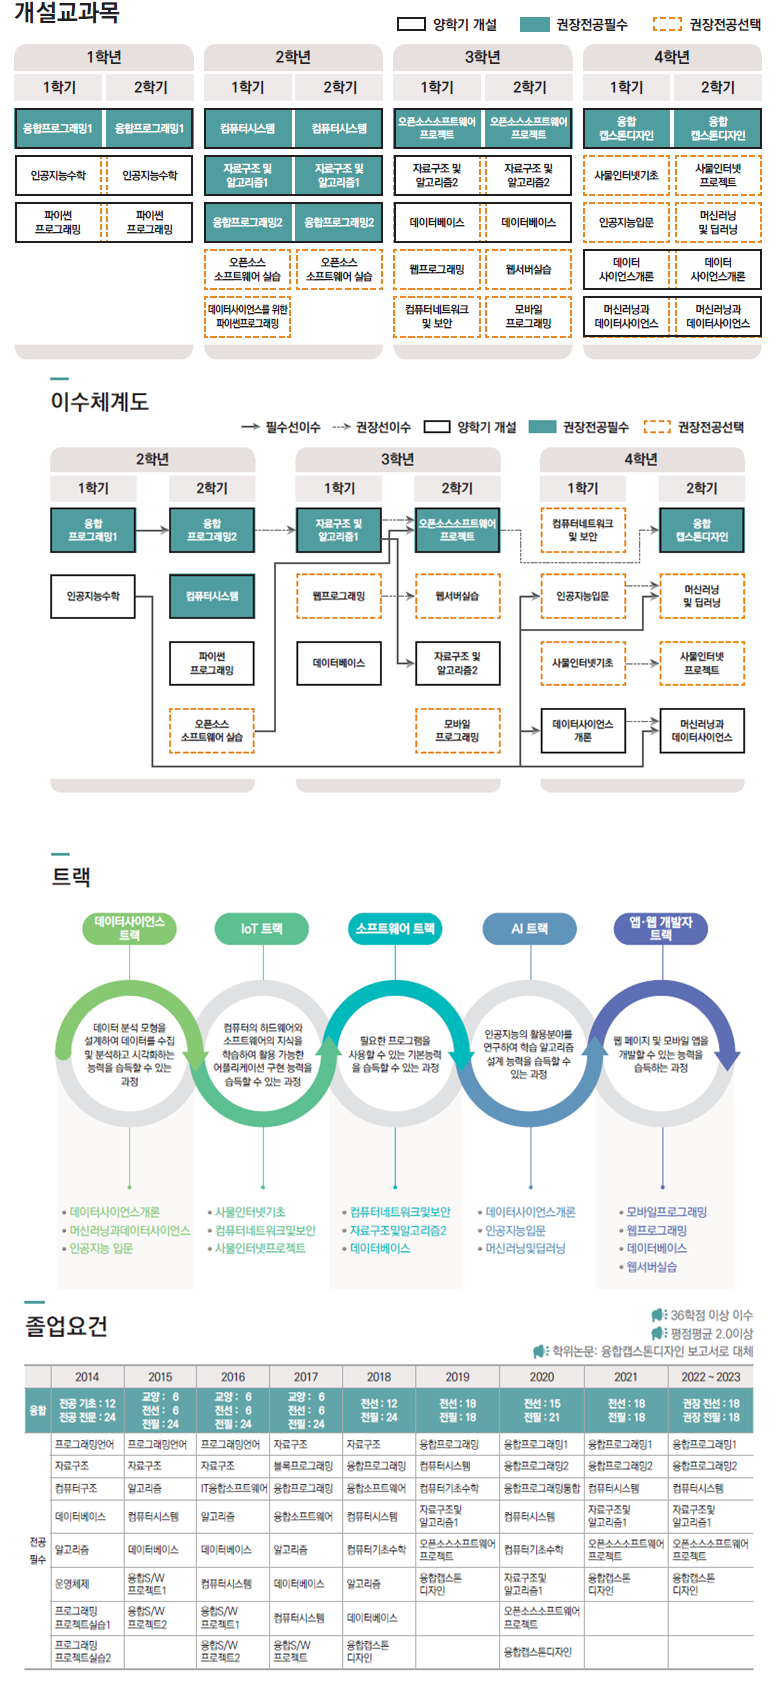 개설교과목
양학기 개설 권장전공필수 권장전공선택
1학년 2학년 3학년 4학년
1학기 2학기 1학기 2학기 1학기 2학기 1학기 2학기
융합프로그래밍1 융합프로그래밍1 컴퓨터시스템 컴퓨터시스템
오픈소스소프트웨어
프로젝트
오픈소스소프트웨어
프로젝트
융합
캡스톤디자인
융합
캡스톤디자인
인공지능수학 인공지능수학
자료구조 및
알고리즘1
자료구조 및
알고리즘1
자료구조 및
알고리즘2
자료구조 및
알고리즘2
사물인터넷기초
사물인터넷
프로젝트
파이썬
프로그래밍
파이썬
프로그래밍
융합프로그래밍2 융합프로그래밍2 데이터베이스 데이터베이스 인공지능입문
머신러닝
및 딥러닝
오픈소스
소프트웨어 실습
오픈소스
소프트웨어 실습
웹프로그래밍 웹서버실습
데이터
사이언스개론
데이터
사이언스개론
데이터사이언스를 위한
파이썬프로그래밍
컴퓨터네트워크
및 보안
모바일
프로그래밍
머신러닝과
데이터사이언스
머신러닝과
데이터사이언스
이수체계도
필수선이수 권장선이수 양학기 개설 권장전공필수 권장전공선택
2학년 3학년 4학년
1학기 2학기 1학기 2학기 1학기 2학기
융합
프로그래밍1
융합
프로그래밍2
자료구조 및
알고리즘1
오픈소스소프트웨어
프로젝트
컴퓨터네트워크
및 보안
융합
캡스톤디자인
인공지능수학 컴퓨터시스템 웹프로그래밍 웹서버실습 인공지능입문
머신러닝
및 딥러닝
파이썬
프로그래밍
데이터베이스
자료구조 및
알고리즘2
사물인터넷기초
사물인터넷
프로젝트
오픈소스
소프트웨어 실습
모바일
프로그래밍
데이터사이언스
개론
머신러닝과
데이터사이언스
트랙
데이터사이언스
트랙
IoT 트랙
소프트웨어 트랙
AI 트랙
앱·웹 개발자
트랙
데이터 분석 모형을
설계하여 데이터를 수집
및 분석하고 시각화하는
능력을 습득할 수 있는
과정
컴퓨터의 하드웨어와
소프트웨어의 지식을
학습하여 활용 가능한
어플리케이션 구현 능력을
습득할 수 있는 과정
필요한 프로그램을
사용할 수 있는 기본능력
을 습득할 수 있는 과정
인공지능의 활용분야를
연구하여 학습 알고리즘
설계 능력을 습득할 수
있는 과정
웹 페이지 및 모바일 앱을
개발할 수 있는 능력을
습득하는 과정
• 데이터사이언스개론
• 머신러닝과데이터사이언스
• 인공지능 입문
• 사물인터넷기초
• 컴퓨터네트워크및보안
• 사물인터넷프로젝트
• 컴퓨터네트워크및보안
• 자료구조및알고리즘2
• 데이터베이스
• 데이터사이언스개론
• 인공지능입문
• 머신러닝및딥러닝
• 모바일프로그래밍
• 웹프로그래밍
• 데이터베이스
• 웹서버실습
졸업요건
36학점 이상 이수
평점평균 2.0이상
학위논문: 융합캡스톤디자인 보고서로 대체
2014 2015 2016 2017 2018 2019 2020 2021 2022 ~ 2023
융합
전공 기초 : 12
전공 전문 : 24
교양 : 6
전선 : 6
전필 : 24
교양 : 6
전선 : 6
전필 : 24
교양 : 6
전선 : 6
전필 : 24
전선 : 12
전필 : 24
전선 : 18
전필 : 18
전선 : 15
전필 : 21
전선 : 18
전필 : 18
권장 전선 : 18
권장 전필 : 18
전공
필수
프로그래밍언어 프로그래밍언어 프로그래밍언어 자료구조 자료구조 융합프로그래밍 융합프로그래밍1 융합프로그래밍1 융합프로그래밍1
자료구조 자료구조 자료구조 블록프로그래밍 융합프로그래밍 컴퓨터시스템 융합프로그래밍2 융합프로그래밍2 융합프로그래밍2
컴퓨터구조 알고리즘 IT융합소프트웨어 융합프로그래밍 융합소프트웨어 컴퓨터기초수학 융합프로그래밍통합 컴퓨터시스템 컴퓨터시스템
데이터베이스 컴퓨터시스템 알고리즘 융합소프트웨어 컴퓨터시스템
자료구조및
알고리즘1
컴퓨터시스템
자료구조및
알고리즘1
자료구조및
알고리즘1
알고리즘 데이터베이스 데이터베이스 알고리즘 컴퓨터기초수학
오픈소스소프트웨어
프로젝트
컴퓨터기초수학
오픈소스소프트웨어
프로젝트
오픈소스소프트웨어
프로젝트
운영체제
융합S/W
프로젝트1
컴퓨터시스템 데이터베이스 알고리즘
융합캡스톤
디자인
자료구조및
알고리즘1
융합캡스톤
디자인
융합캡스톤
디자인
프로그래밍
프로젝트실습1
융합S/W
프로젝트2
융합S/W
프로젝트1
컴퓨터시스템 데이터베이스
오픈소스소프트웨어
프로젝트
프로그래밍
프로젝트실습2
융합S/W
프로젝트2
융합S/W
프로젝트
융합캡스톤
디자인
융합캡스톤디자인